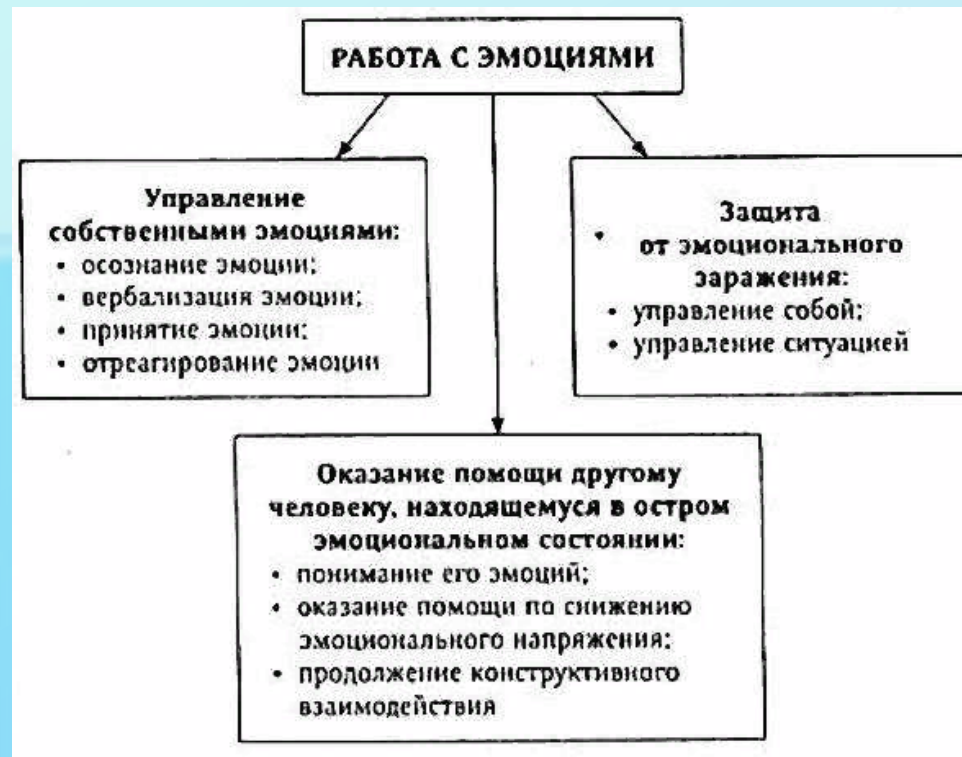 РАБОТА С ЭМОЦИЯМИ
Управление
собственными эмоциями:
• осознание эмоции;
• вербализация эмоции;
• принятие эмоции;
• отреагирование эмоции
Защита
• от эмоционального
заражения:
• управление собой;
• управление ситуацией
Оказание помощи другому
человеку, находящемуся в остром
эмоциональном состоянии:
• понимание его эмоций;
• оказание помощи по снижению
эмоционального напряжения;
• продолжение конструктивного
взаимодействия